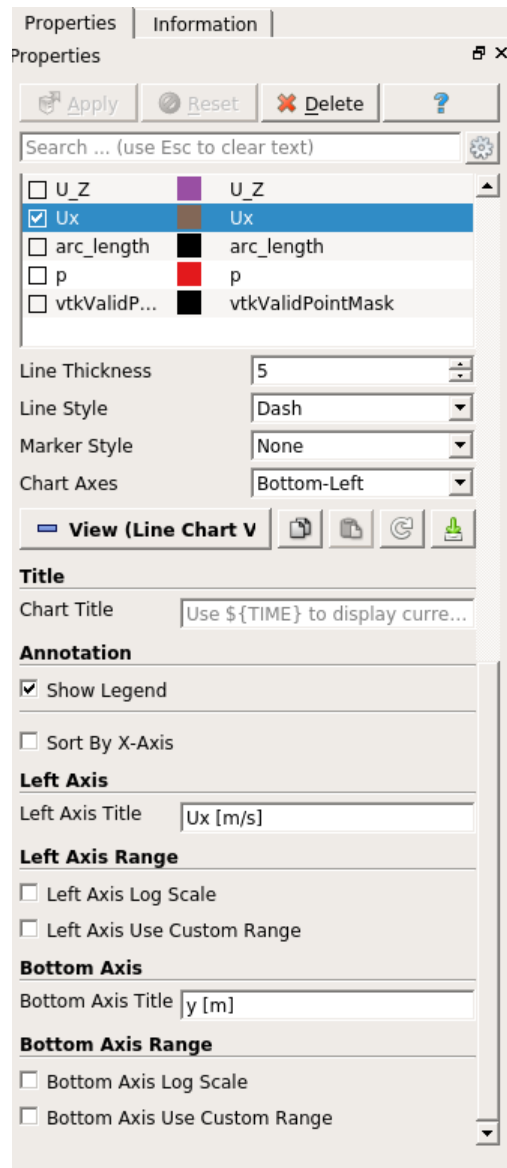 Properties Information
Properties
Apply Reset Delete ?
Search ... (use Esc to clear text)
U_Z U_Z
Ux Ux
arc_length arc_length
p p
vtkValidP... vtkValidPointMask
Line Thickness 5
Line Style Dash
Marker Style None
Chart Axes Bottom-Left
View (Line Chart V
Title
Chart Title Use ${TIME} to display curre...
Annotation
Show Legend
Sort By X-Axis
Left Axis
Left Axis Title Ux [m/s]
Left Axis Range
Left Axis Log Scale
Left Axis Use Custom Range
Bottom Axis
Bottom Axis Title y [m]
Bottom Axis Range
Bottom Axis Log Scale
Bottom Axis Use Custom Range